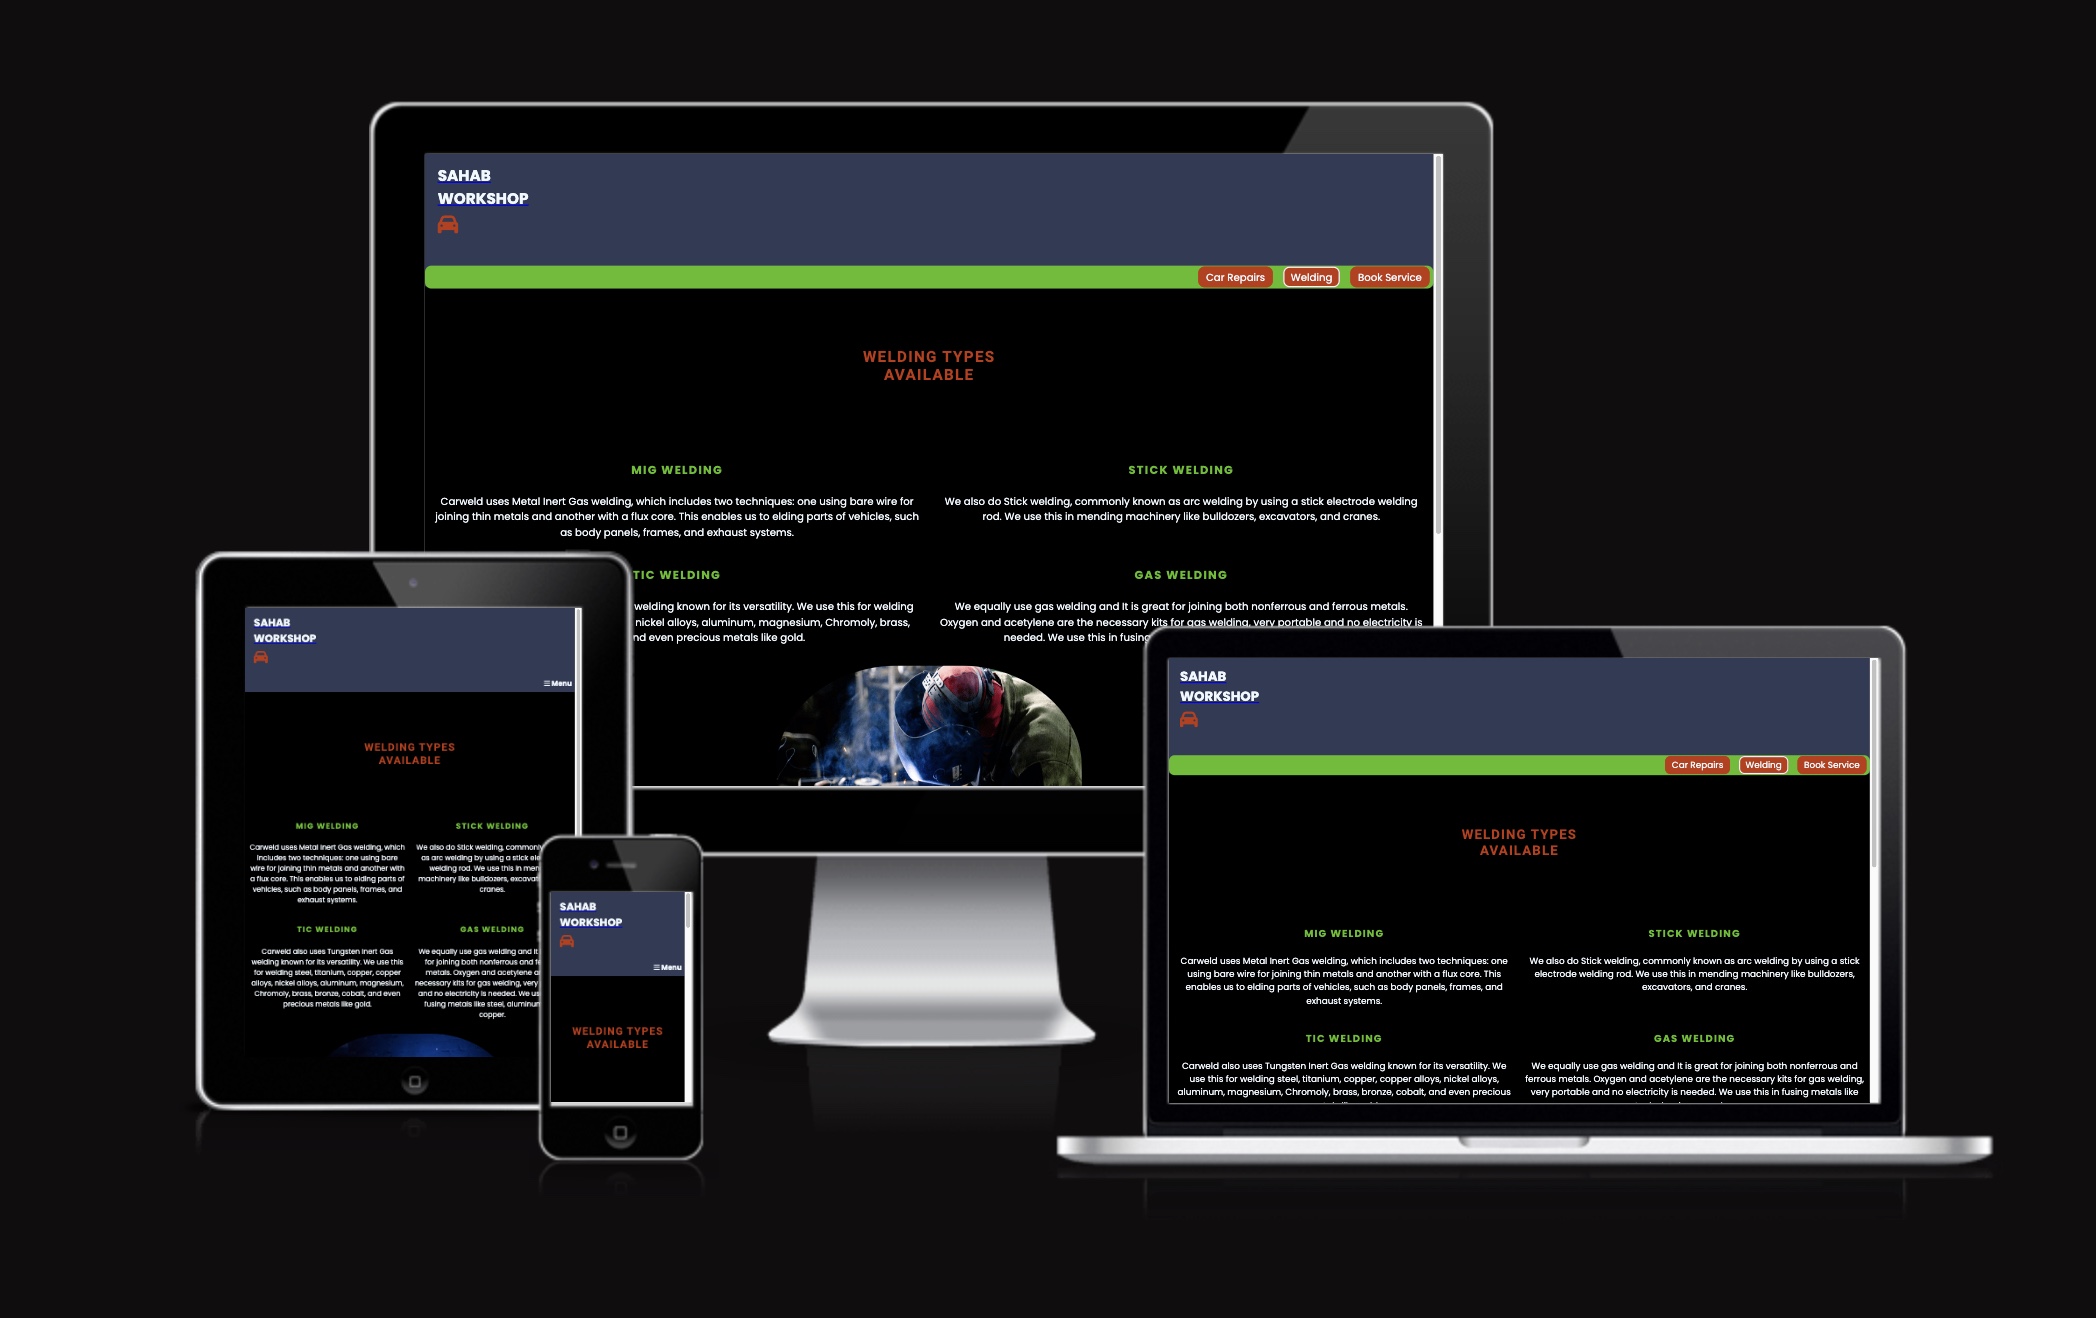 SAHAB
WORKSHOP
Car Repairs
Welding
Book Service
WELDING TYPES
AVAILABLE
MIG WELDING
Carweld uses Metal Inert Gas welding, which includes two techniques: one using bare wire for
joining thin metals and another with a flux core. This enables us to elding parts of vehicles, such
as body panels, frames, and exhaust systems.
STICK WELDING
We also do Stick welding, commonly known as arc welding by using a stick electrode welding
rod. We use this in mending machinery like bulldozers, excavators, and cranes.
TIC WELDING
welding known for its versatility. We use this for welding
nickel alloys, aluminum, magnesium, Chromoly, brass,
nd even precious metals like gold.
GAS WELDING
We equally use gas welding and It is great for joining both nonferrous and ferrous metals.
Oxygen and acetylene are the necessary kits for gas welding, very portable and no electricity is
needed. We use this in fusing
SAHAB
WORKSHOP
☰ Menu
WELDING TYPES
AVAILABLE
MIG WELDING
Carweld uses Metal Inert Gas welding, which
includes two techniques: one using bare
wire for joining thin metals and another with
a flux core. This enables us to elding parts of
vehicles, such as body panels, frames, and
exhaust systems.
STICK WELDING
We also do Stick welding, commonly
as arc welding by using a stick ele
welding rod. We use this in men
machinery like bulldozers, excavat
cranes.
TIC WELDING
Carweld also uses Tungsten Inert Gas
welding known for its versatility. We use this
for welding steel, titanium, copper, copper
alloys, nickel alloys, aluminum, magnesium,
Chromoly, brass, bronze, cobalt, and even
precious metals like gold.
GAS WELDING
We equally use gas welding and It
for joining both nonferrous and fe
metals. Oxygen and acetylene a
necessary kits for gas welding, very
and no electricity is needed. We us
fusing metals like steel, aluminum
copper.
SAHAB
WORKSHOP
☰ Menu
WELDING TYPES
AVAILABLE
SAHAB
WORKSHOP
Car Repairs
Welding
Book Service
WELDING TYPES
AVAILABLE
MIG WELDING
Carweld uses Metal Inert Gas welding, which includes two techniques: one
using bare wire for joining thin metals and another with a flux core. This
enables us to elding parts of vehicles, such as body panels, frames, and
exhaust systems.
STICK WELDING
We also do Stick welding, commonly known as arc welding by using a stick
electrode welding rod. We use this in mending machinery like bulldozers,
excavators, and cranes.
TIC WELDING
Carweld also uses Tungsten Inert Gas welding known for its versatility. We
use this for welding steel, titanium, copper, copper alloys, nickel alloys,
aluminum, magnesium, Chromoly, brass, bronze, cobalt, and even precious
GAS WELDING
We equally use gas welding and It is great for joining both nonferrous and
ferrous metals. Oxygen and acetylene are the necessary kits for gas welding,
very portable and no electricity is needed. We use this in fusing metals like